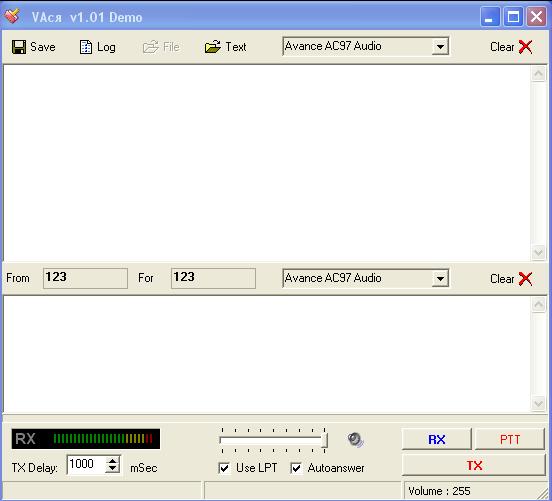 VAcя v1.01 Demo
Save Log File Text Avance AC97 Audio Clear
From 123 For 123 Avance AC97 Audio Clear
RX RX PTT
TX Delay: 1000 mSec Use LPT Autoanswer TX
Volume : 255